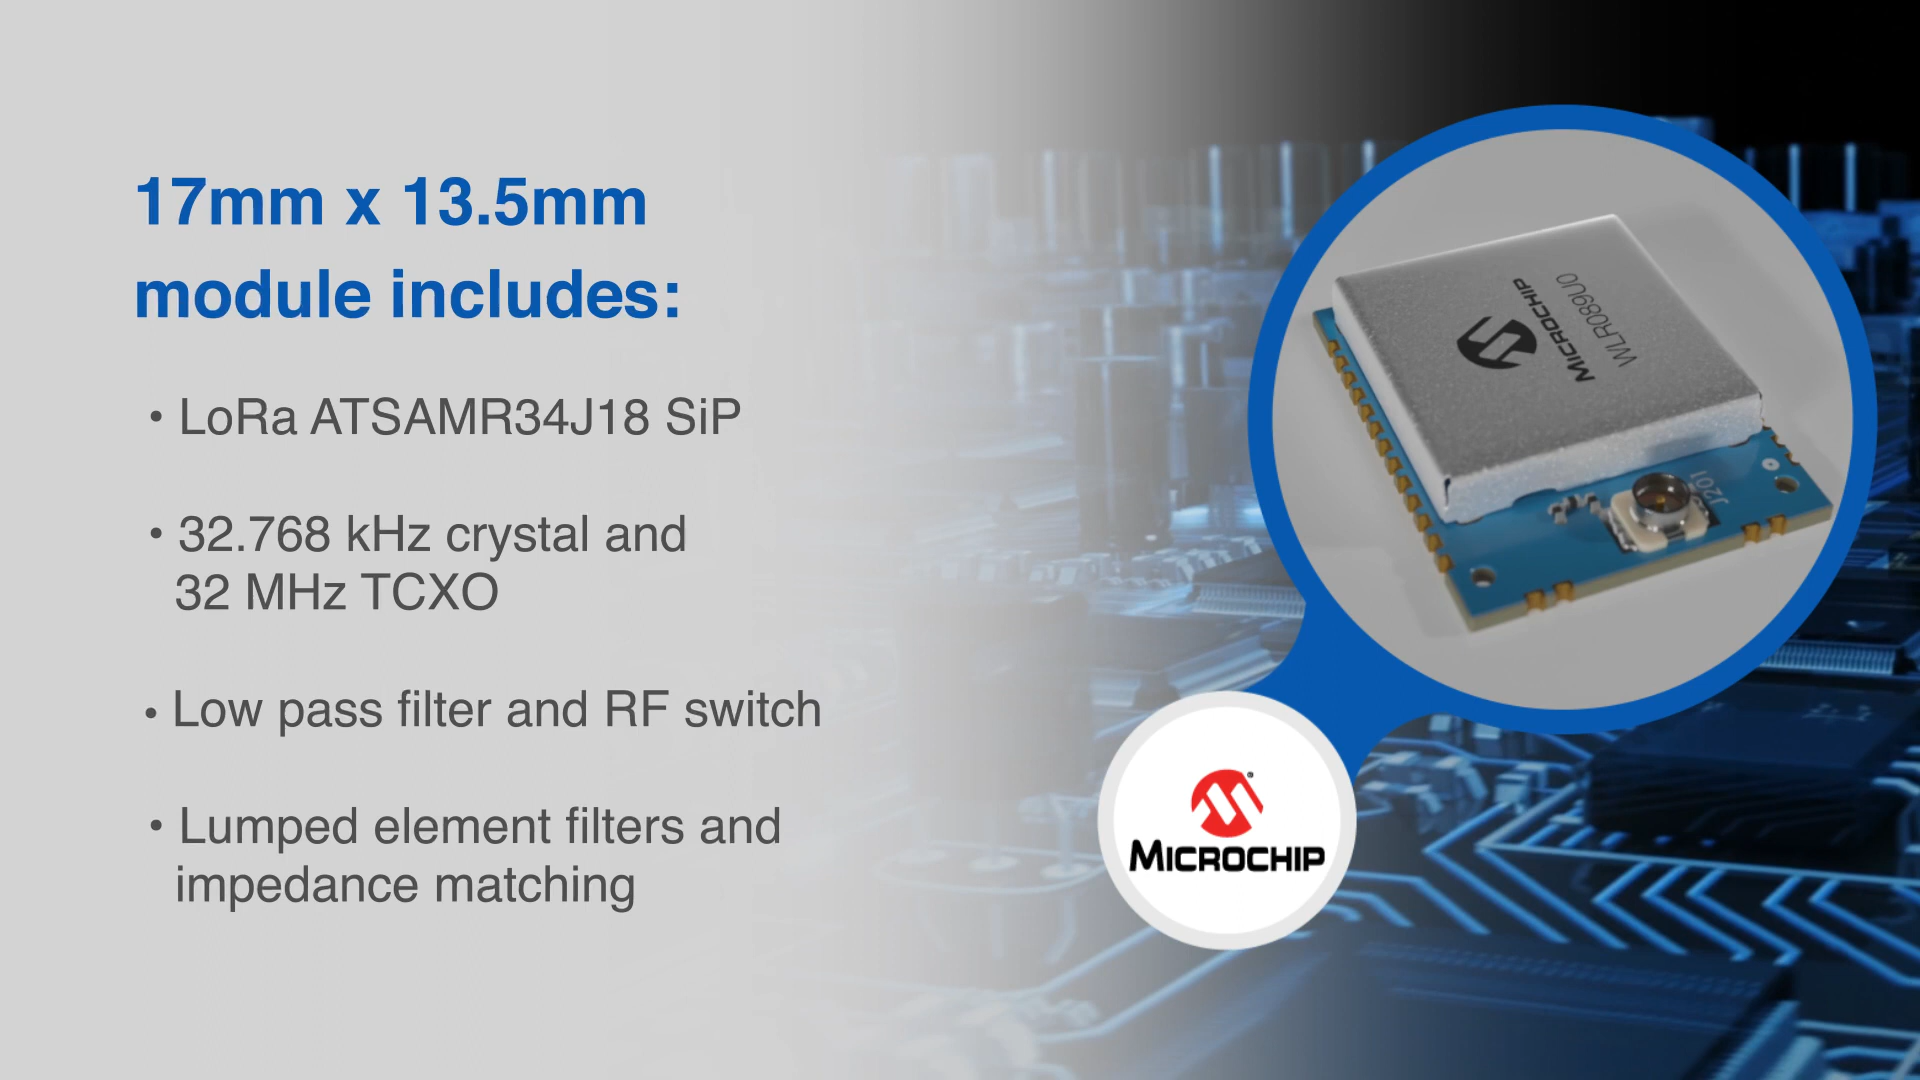 17mm x 13.5mm
module includes:
• LoRa ATSAMR34J18 SiP
• 32.768 kHz crystal and
32 MHz TCXO
• Low pass filter and RF switch
• Lumped element filters and
impedance matching
MICROCHIP
WLR089U0
J201
MICROCHIP